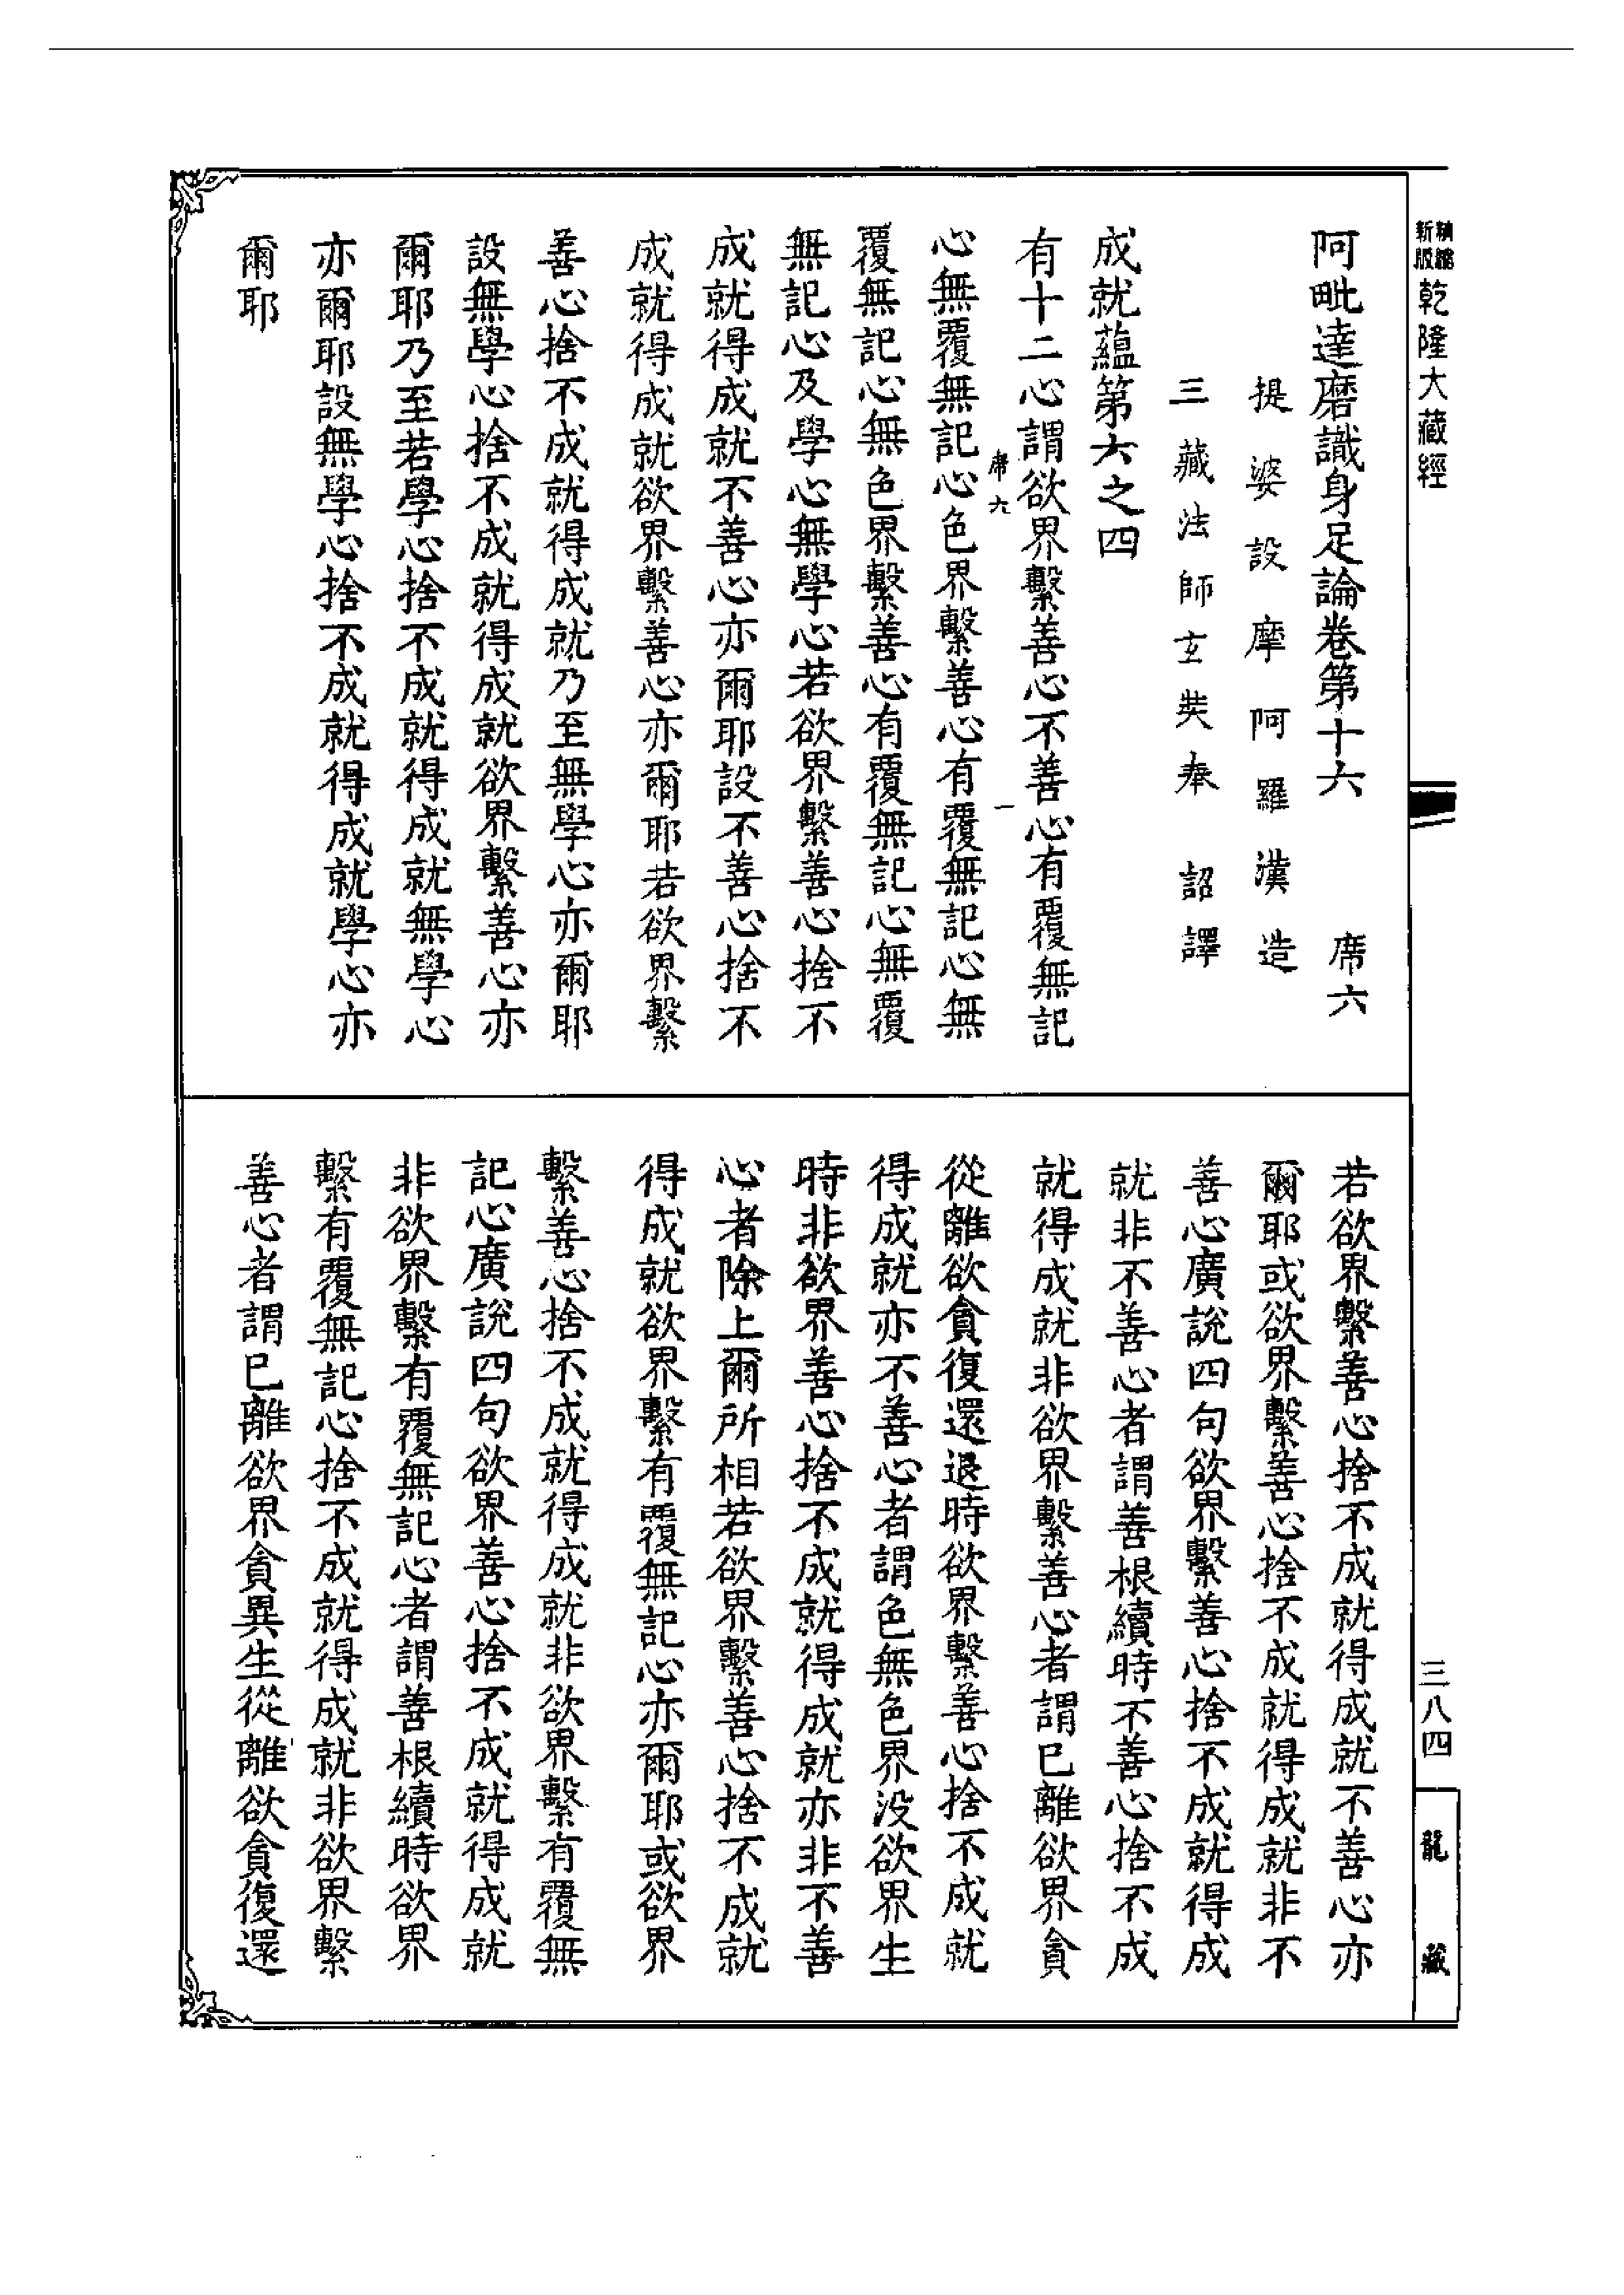 精縮
新版
乾隆大藏經
阿毗達磨識身足論卷第十六 席六
提婆設摩阿羅漢造
三藏法師玄奘奉 詔譯
成就蘊第六之四
有十二心謂欲界繫善心不善心有覆無記
席六 一
心無覆無記心色界繫善心有覆無記心無
覆無記心無色界繫善心有覆無記心無覆
無記心及學心無學心若欲界繫善心捨不
成就得成就不善心亦爾耶設不善心捨不
成就得成就欲界繫善心亦爾耶若欲界繫
善心捨不成就得成就乃至無學心亦爾耶
設無學心捨不成就得成就欲界繫善心亦
爾耶乃至若學心捨不成就得成就無學心
亦爾耶設無學心捨不成就得成就學心亦
爾耶
若欲界繫善心捨不成就得成就不善心亦
爾耶或欲界繫善心捨不成就得成就非不
善心廣說四句欲界繫善心捨不成就得成
就非不善心者謂善根續時不善心捨不成
就得成就非欲界繫善心者謂已離欲界貪
從離欲貪復還退時欲界繫善心捨不成就
得成就亦不善心者謂色無色界沒欲界生
時非欲界善心捨不成就得成就亦非不善
心者除上爾所相若欲界繫善心捨不成就
得成就欲界繫有覆無記心亦爾耶或欲界
繫善心捨不成就得成就非欲界繫有覆無
記心廣說四句欲界善心捨不成就得成就
非欲界繫有覆無記心者謂善根續時欲界
繫有覆無記心捨不成就得成就非欲界繫
善心者謂已離欲界貪異生從離欲貪復還
三八四
龍藏